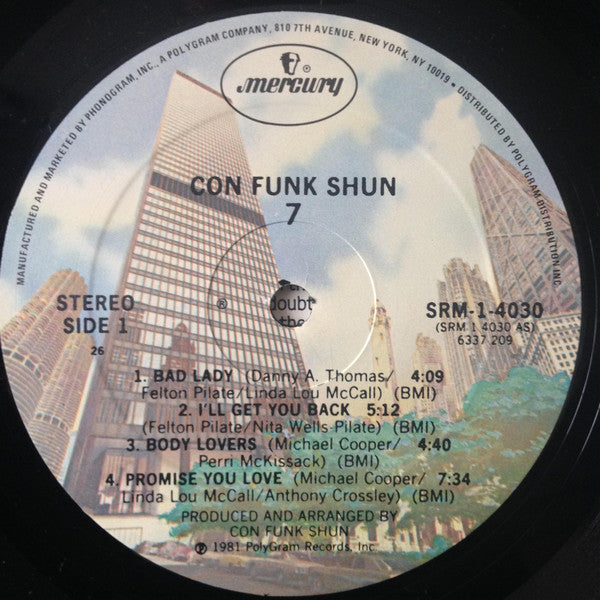 MANUFACTURED AND MARKETED BY PHONOGRAM, INC., A POLYGRAM COMPANY, 810 7TH AVENUE, NEW YORK, NY 10019 • DISTRIBUTED BY POLYGRAM DISTRIBUTION, INC.
®
mercury
CON FUNK SHUN
7
doubt
STEREO
SIDE 1
26
®
SRM-1-4030
(SRM 1 4030 AS)
6337 209
1. BAD LADY (Danny A. Thomas/ 4:09
Felton Pilate/Linda Lou McCall) (BMI)
2. I'LL GET YOU BACK 5:12
(Felton Pilate/Nita Wells Pilate) (BMI)
3. BODY LOVERS (Michael Cooper/ 4:40
Perri McKissack) (BMI)
4. PROMISE YOU LOVE (Michael Cooper/ 7:34
Linda Lou McCall/Anthony Crossley) (BMI)
PRODUCED AND ARRANGED BY
CON FUNK SHUN
℗ 1981 PolyGram Records, Inc.